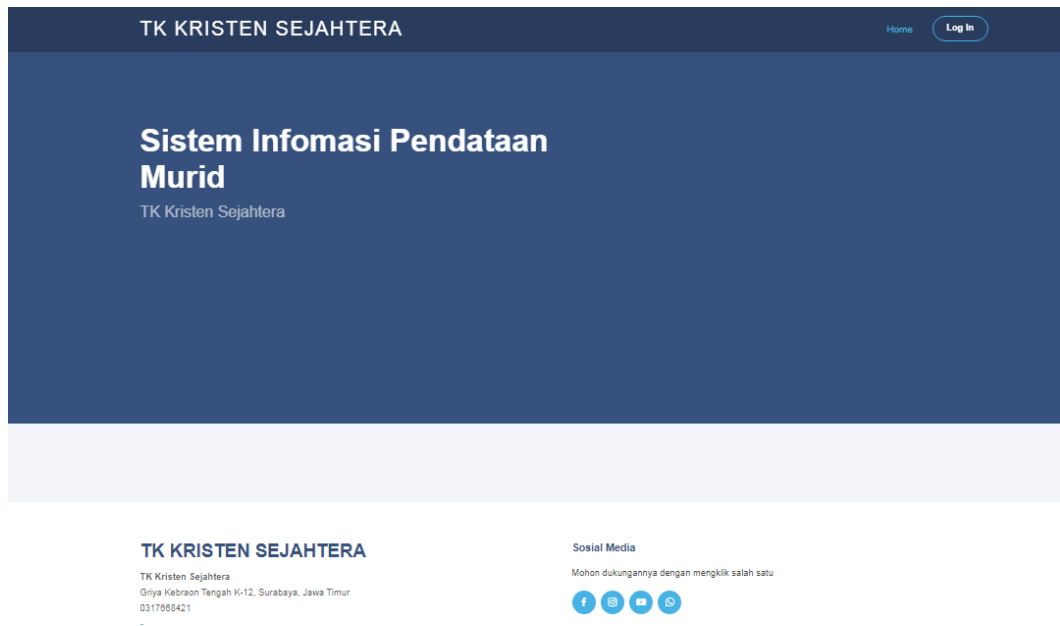 TK KRISTEN SEJAHTERA
Home
Log In
Sistem Infomasi Pendataan
Murid
TK Kristen Sejahtera
TK KRISTEN SEJAHTERA
TK Kristen Sejahtera
Griya Kebraon Tengah K-12, Surabaya, Jawa Timur
0317668421
Sosial Media
Mohon dukungannya dengan mengklik salah satu